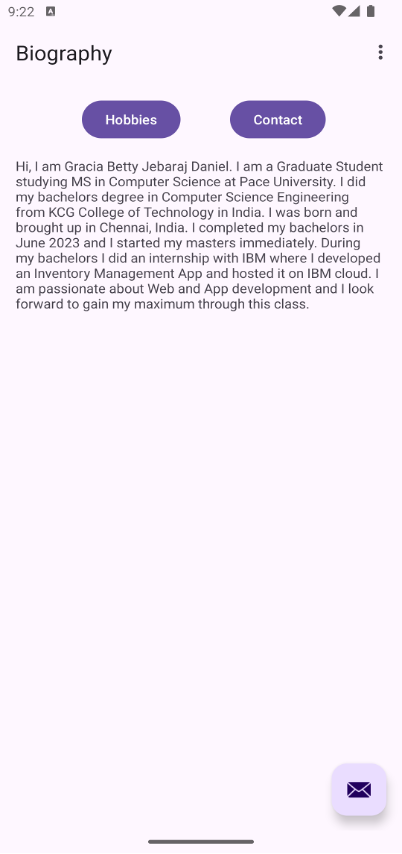 9:22
Biography
Hobbies
Contact
Hi, I am Gracia Betty Jebaraj Daniel. I am a Graduate Student
studying MS in Computer Science at Pace University. I did
my bachelors degree in Computer Science Engineering
from KCG College of Technology in India. I was born and
brought up in Chennai, India. I completed my bachelors in
June 2023 and I started my masters immediately. During
my bachelors I did an internship with IBM where I developed
an Inventory Management App and hosted it on IBM cloud. I
am passionate about Web and App development and I look
forward to gain my maximum through this class.